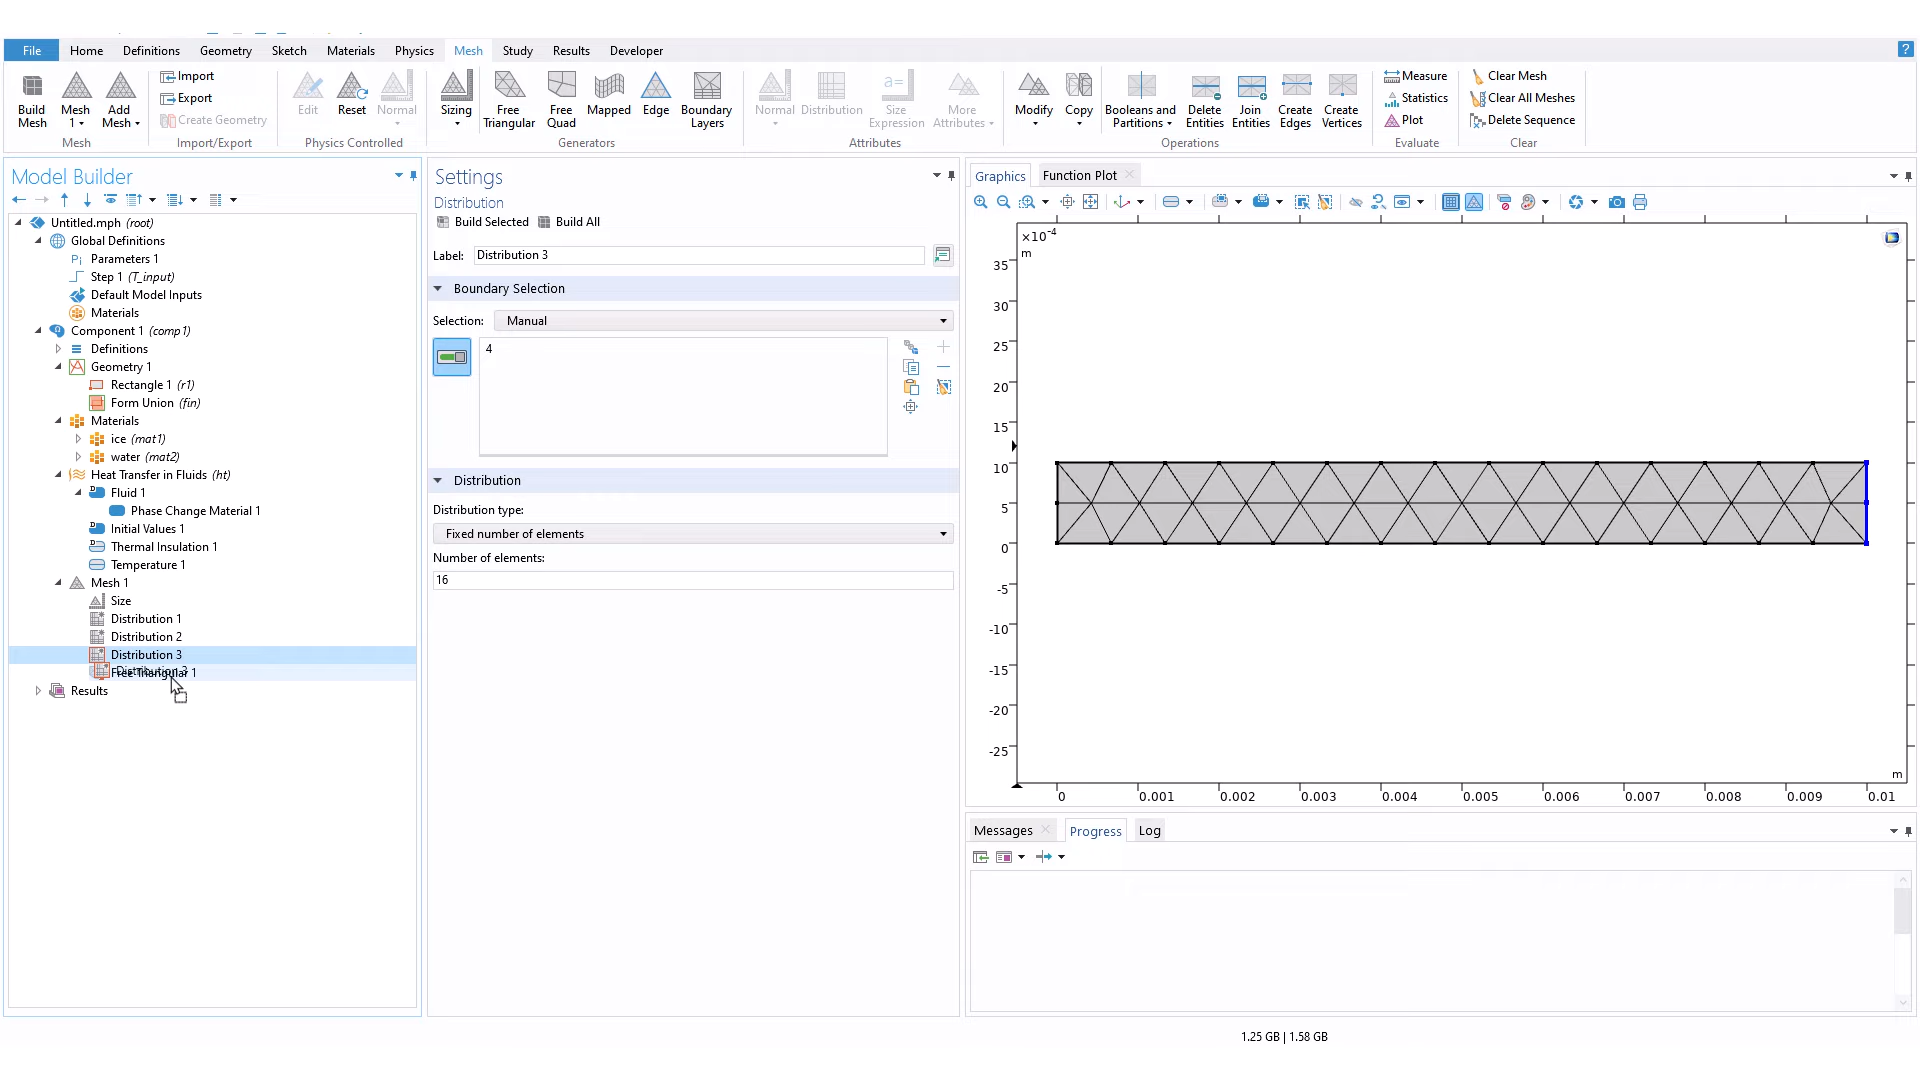 File Home Definitions Geometry Sketch Materials Physics Mesh Study Results Developer ?
Build Mesh
Mesh 1
Add Mesh
Import
Export
Create Geometry
Edit
Reset
Normal
Sizing
Free Triangular
Free Quad
Mapped
Edge
Boundary Layers
Normal
Distribution
a=
Size Expression
More Attributes
Modify
Copy
Booleans and Partitions
Delete Entities
Join Entities
Create Edges
Create Vertices
Measure
Statistics
Plot
Clear Mesh
Clear All Meshes
Delete Sequence
Mesh Import/Export Physics Controlled Generators Attributes Operations Evaluate Clear
Model Builder
Untitled.mph (root)
Global Definitions
Pi Parameters 1
Step 1 (T_input)
Default Model Inputs
Materials
Component 1 (comp1)
Definitions
Geometry 1
Rectangle 1 (r1)
Form Union (fin)
Materials
ice (mat1)
water (mat2)
Heat Transfer in Fluids (ht)
D Fluid 1
Phase Change Material 1
D Initial Values 1
D Thermal Insulation 1
Temperature 1
Mesh 1
Size
Distribution 1
Distribution 2
Distribution 3
Distribution 3
Free Triangular 1
Results
Settings
Distribution
Build Selected Build All
Label: Distribution 3
Boundary Selection
Selection: Manual
4
Distribution
Distribution type:
Fixed number of elements
Number of elements:
16
Graphics Function Plot
×10⁻⁴
m
35
30
25
20
15
10
5
0
-5
-10
-15
-20
-25
m
0 0.001 0.002 0.003 0.004 0.005 0.006 0.007 0.008 0.009 0.01
Messages Progress Log
1.25 GB | 1.58 GB